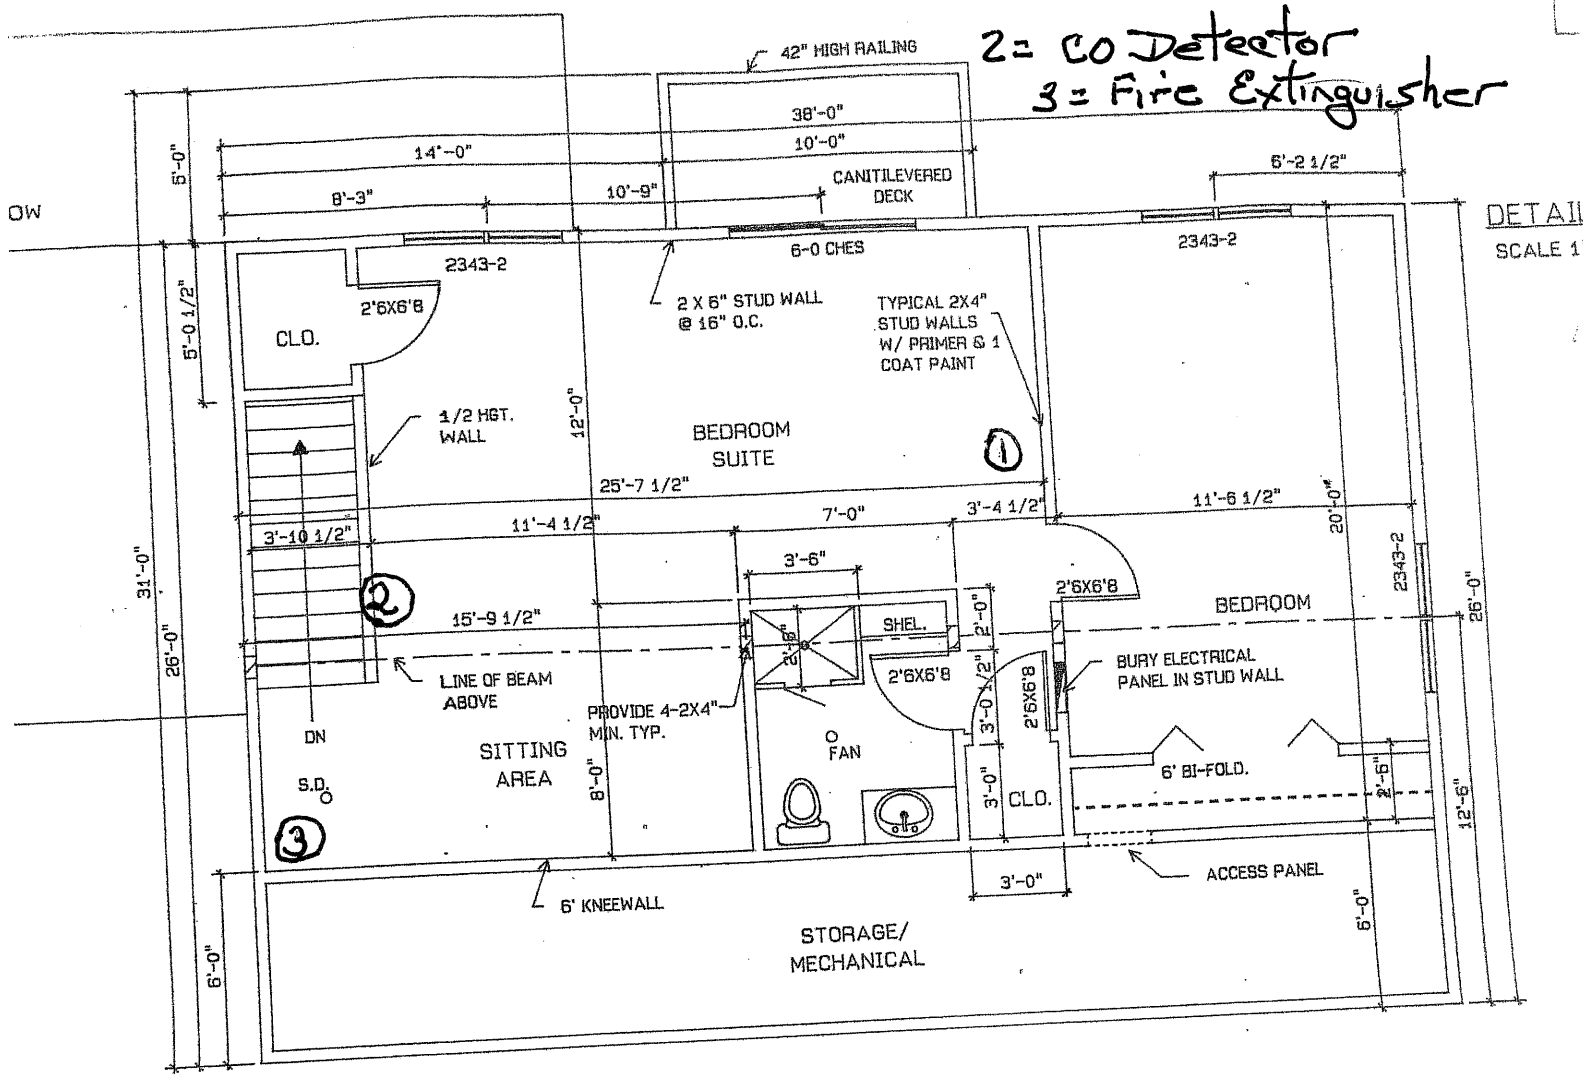 2= CO Detector
3= Fire Extinguisher
42" HIGH RAILING
38'-0"
14'-0"
10'-0"
5'-0"
6'-2 1/2"
8'-3"
10'-9"
CANITILEVERED
DECK
OW
DETAIL
SCALE 1
2343-2
6-0 CHES
2343-2
2'6X6'8
2 X 6" STUD WALL
@ 16" O.C.
TYPICAL 2X4"
STUD WALLS
W/ PRIMER & 1
COAT PAINT
5'-0 1/2"
CLO.
1/2 HGT.
WALL
12'-0"
BEDROOM
SUITE
1
25'-7 1/2"
3'-10 1/2"
11'-4 1/2"
7'-0"
3'-4 1/2"
11'-6 1/2"
20'-0"
31'-0"
26'-0"
2343-2
26'-0"
3'-6"
2'6X6'8
BEDROOM
2
15'-9 1/2"
SHEL.
2'-0"
2'-8"
LINE OF BEAM
ABOVE
2'6X6'8
3'-0 1/2"
2'6X6'8
BURY ELECTRICAL
PANEL IN STUD WALL
PROVIDE 4-2X4"
MIN. TYP.
DN
SITTING
AREA
FAN
S.D.
8'-0"
3'-0"
CLO.
6' BI-FOLD.
2'-6"
12'-6"
3
6' KNEEWALL
3'-0"
ACCESS PANEL
6'-0"
STORAGE/
MECHANICAL
6'-0"